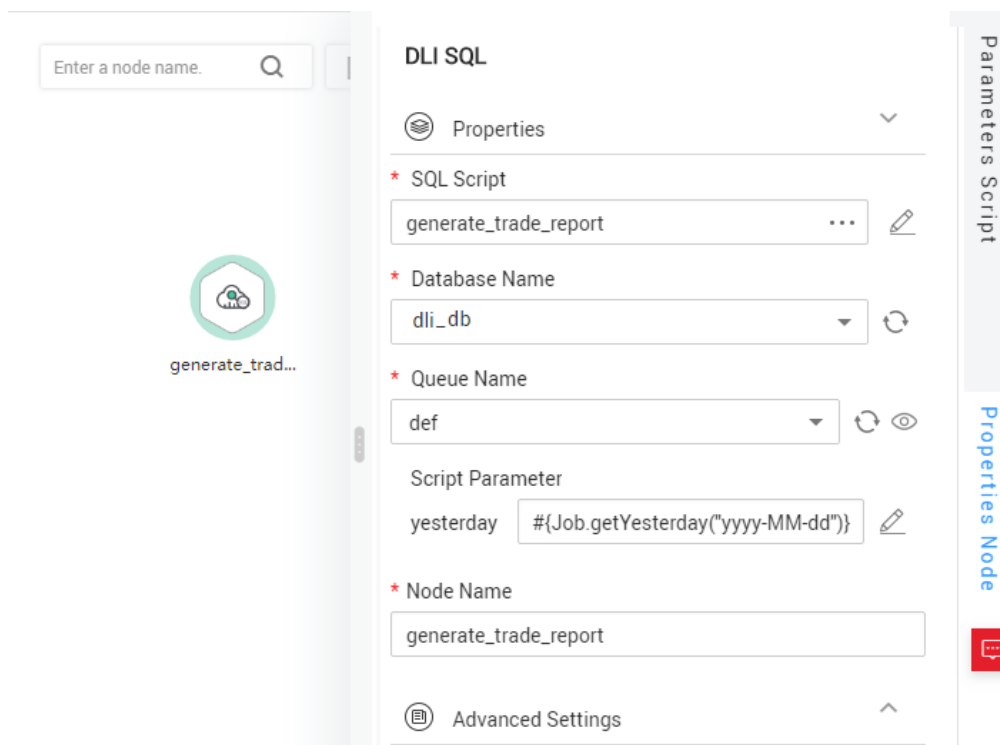 Enter a node name.
generate_trad...
DLI SQL
Properties
* SQL Script
generate_trade_report ...
* Database Name
dli_db
* Queue Name
def
Script Parameter
yesterday #{Job.getYesterday("yyyy-MM-dd")}
* Node Name
generate_trade_report
Advanced Settings
Parameters Script
Properties Node